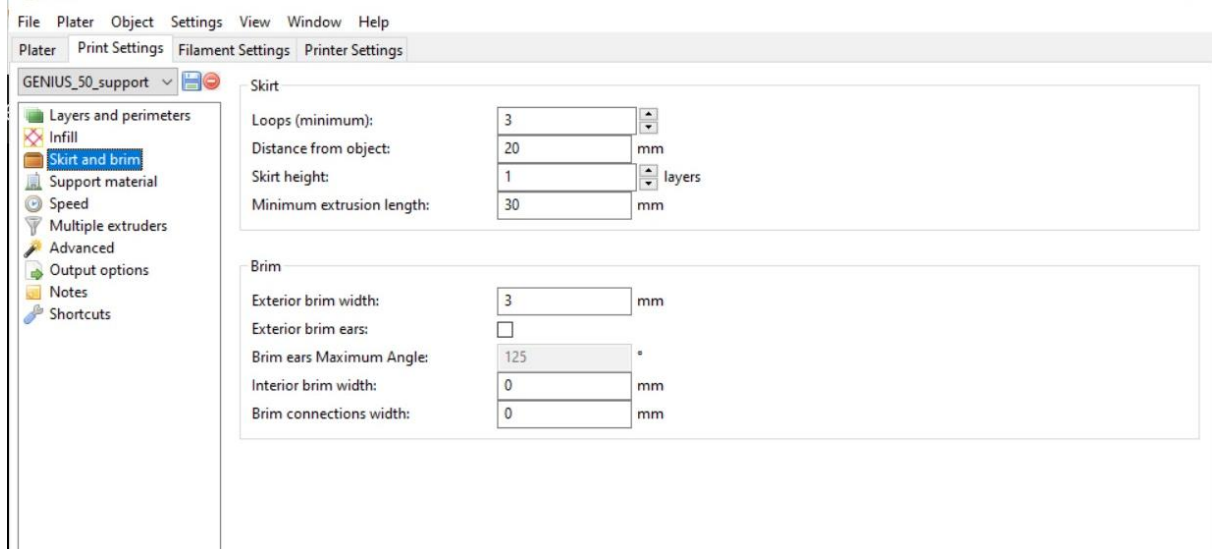 File Plater Object Settings View Window Help
Plater Print Settings Filament Settings Printer Settings
GENIUS_50_support
Layers and perimeters
Infill
Skirt and brim
Support material
Speed
Multiple extruders
Advanced
Output options
Notes
Shortcuts
Skirt
Loops (minimum): 3
Distance from object: 20 mm
Skirt height: 1 layers
Minimum extrusion length: 30 mm
Brim
Exterior brim width: 3 mm
Exterior brim ears:
Brim ears Maximum Angle: 125 °
Interior brim width: 0 mm
Brim connections width: 0 mm